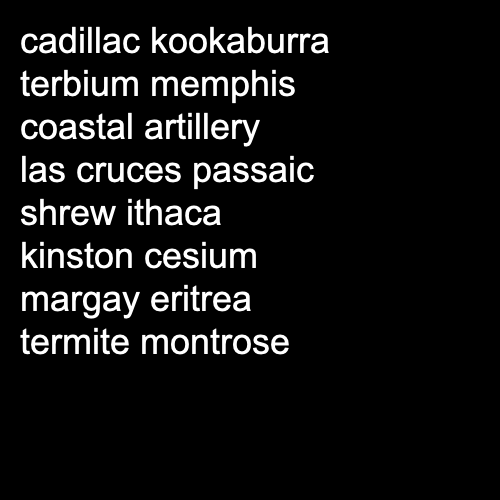 cadillac kookaburra
terbium memphis
coastal artillery
las cruces passaic
shrew ithaca
kinston cesium
margay eritrea
termite montrose